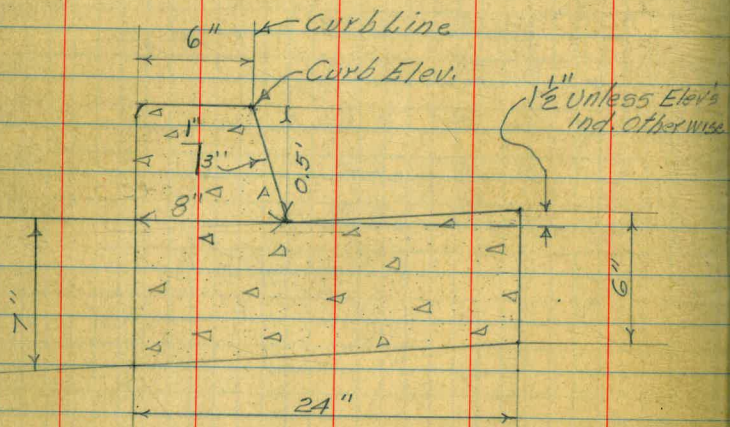 6"
Curb Line
Curb Elev.
1½" Unless Elev's
Ind. Otherwise
1"
3"
0.5'
8"
7"
6"
24"